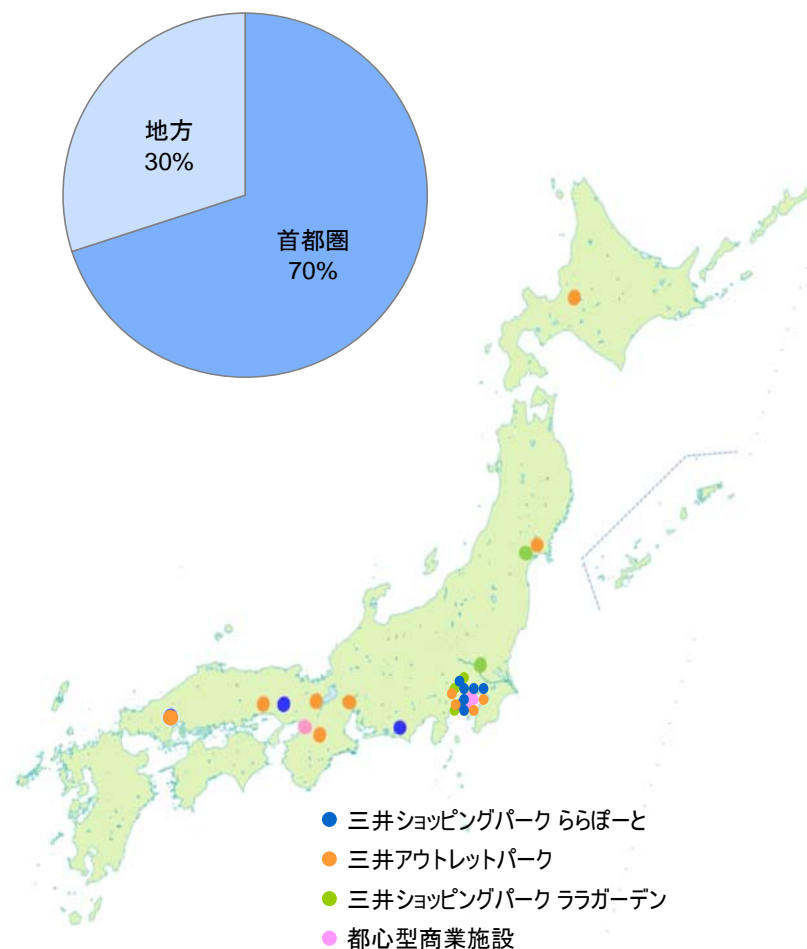 地方
30%
首都圏
70%
三井ショッピングパーク ららぽーと
三井アウトレットパーク
三井ショッピングパーク ララガーデン
都心型商業施設